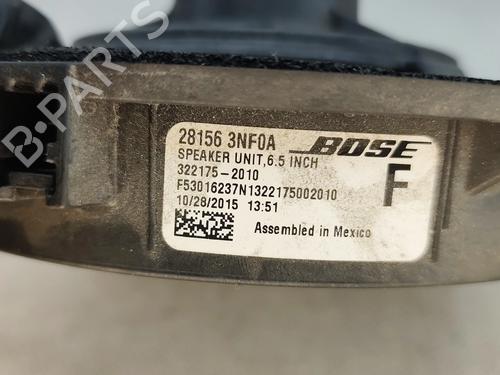 28156 3NF0A
BOSE
SPEAKER UNIT,6.5 INCH
322175-2010
F
F53016237N1322175002010
10/28/2015 13:51
Assembled in Mexico
B-PARTS